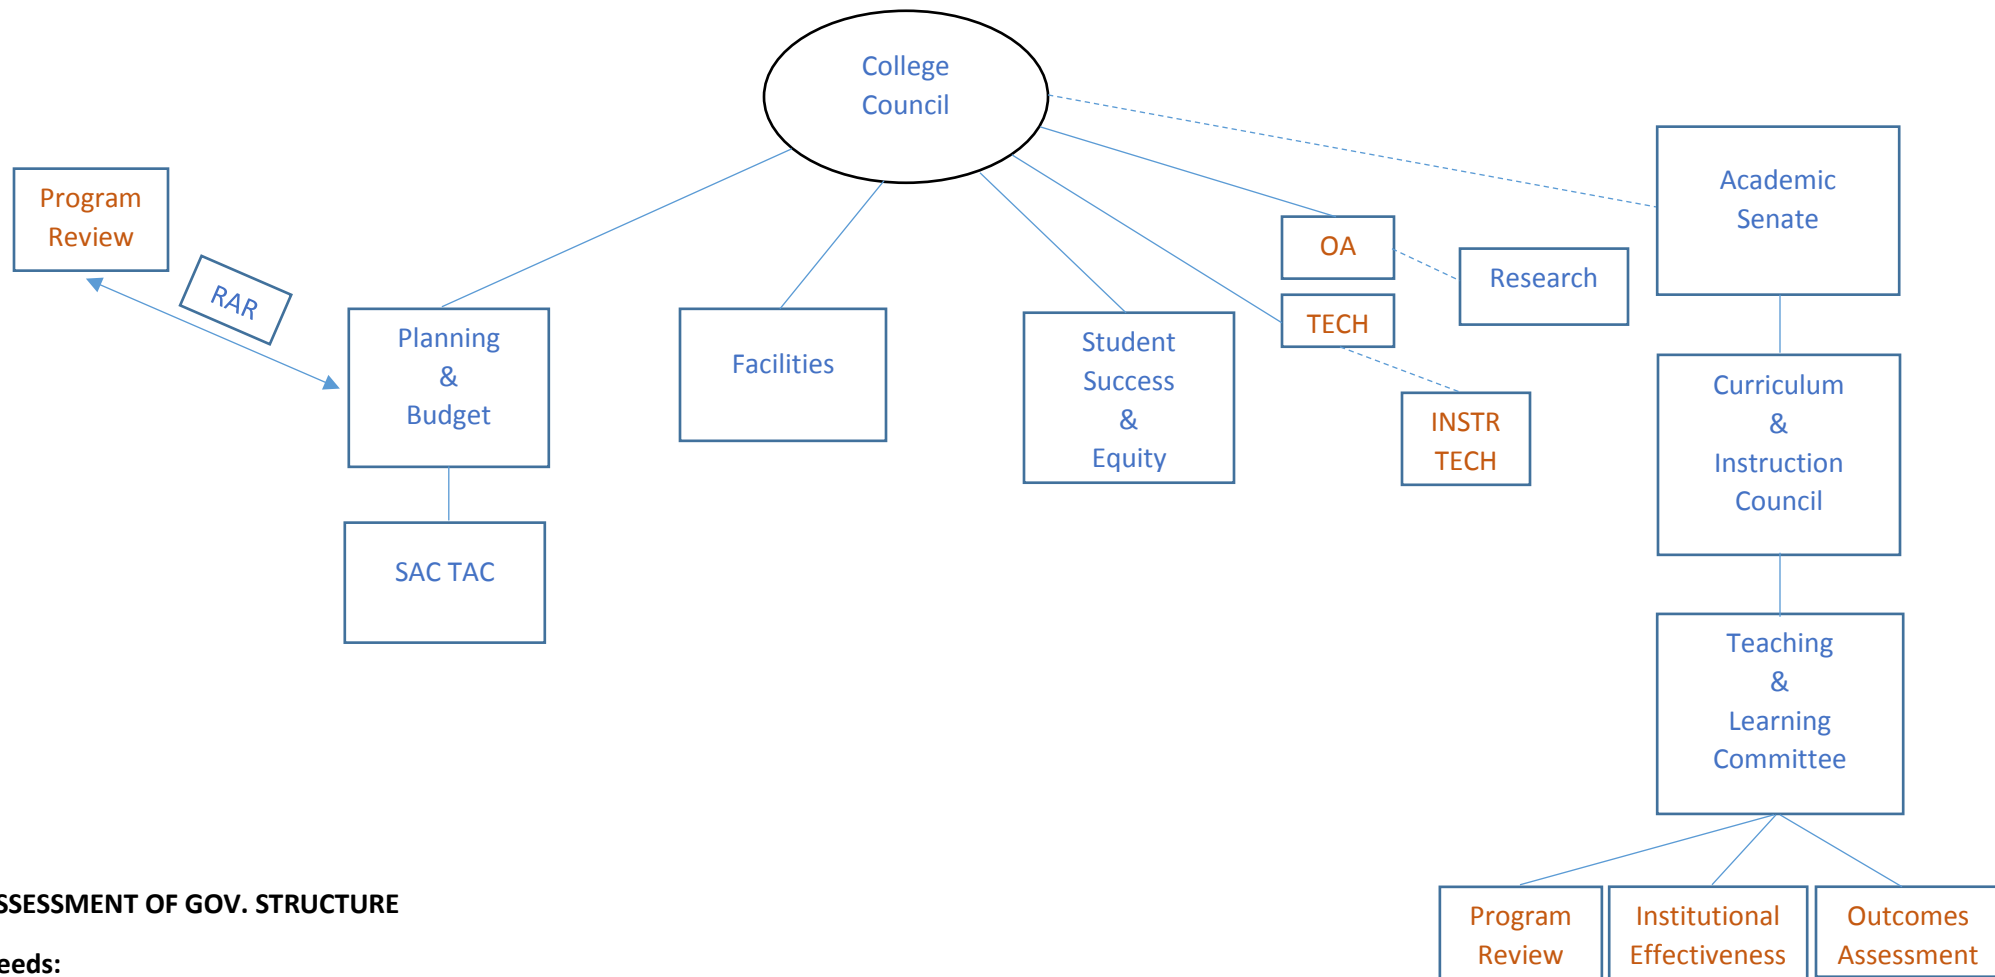 College
Council
Program
Review
RAR
Academic
Senate
OA
Research
TECH
Planning
&
Budget
Facilities
Student
Success
&
Equity
INSTR
TECH
Curriculum
&
Instruction
Council
SAC TAC
Teaching
&
Learning
Committee
SSESSMENT OF GOV. STRUCTURE
eeds:
Program
Review
Institutional
Effectiveness
Outcomes
Assessment